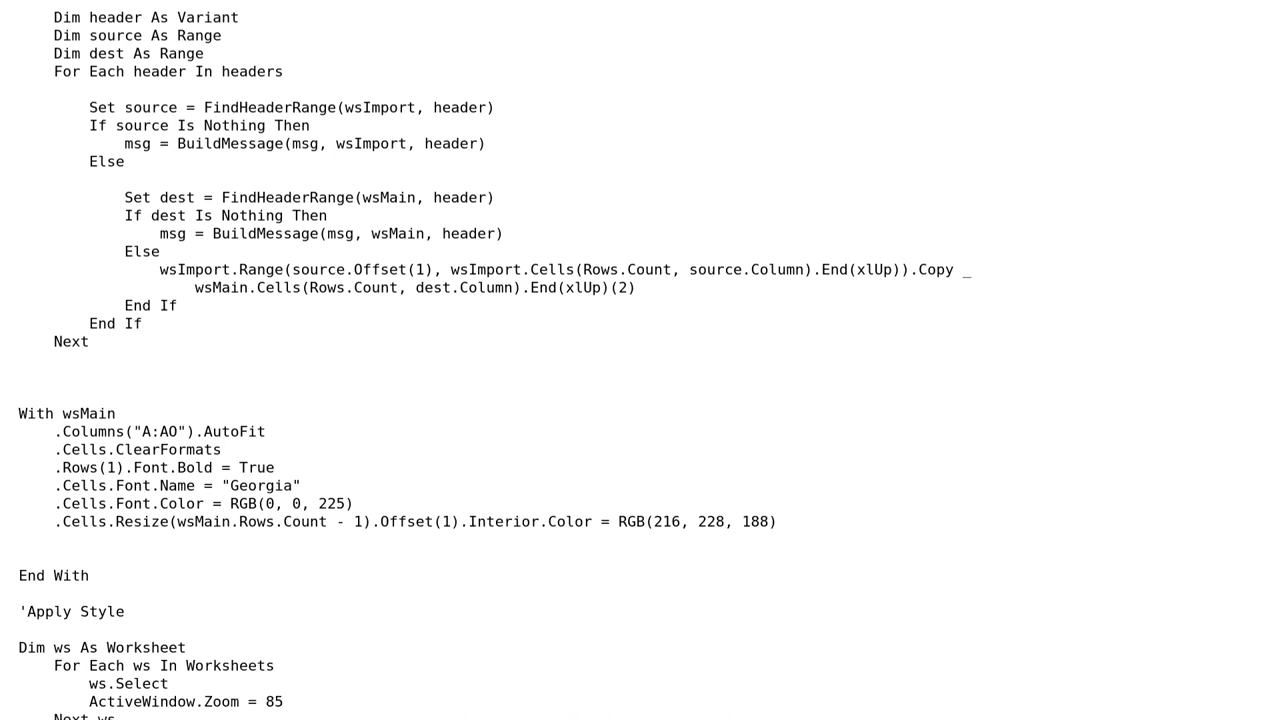 Dim header As Variant
Dim source As Range
Dim dest As Range
For Each header In headers
Set source = FindHeaderRange(wsImport, header)
If source Is Nothing Then
msg = BuildMessage(msg, wsImport, header)
Else
Set dest = FindHeaderRange(wsMain, header)
If dest Is Nothing Then
msg = BuildMessage(msg, wsMain, header)
Else
wsImport.Range(source.Offset(1), wsImport.Cells(Rows.Count, source.Column).End(xlUp)).Copy _
wsMain.Cells(Rows.Count, dest.Column).End(xlUp)(2)
End If
End If
Next
With wsMain
.Columns("A:AO").AutoFit
.Cells.ClearFormats
.Rows(1).Font.Bold = True
.Cells.Font.Name = "Georgia"
.Cells.Font.Color = RGB(0, 0, 225)
.Cells.Resize(wsMain.Rows.Count - 1).Offset(1).Interior.Color = RGB(216, 228, 188)
End With
'Apply Style
Dim ws As Worksheet
For Each ws In Worksheets
ws.Select
ActiveWindow.Zoom = 85
Next ws